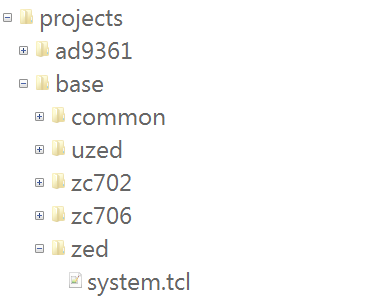 projects
ad9361
base
common
uzed
zc702
zc706
zed
system.tcl